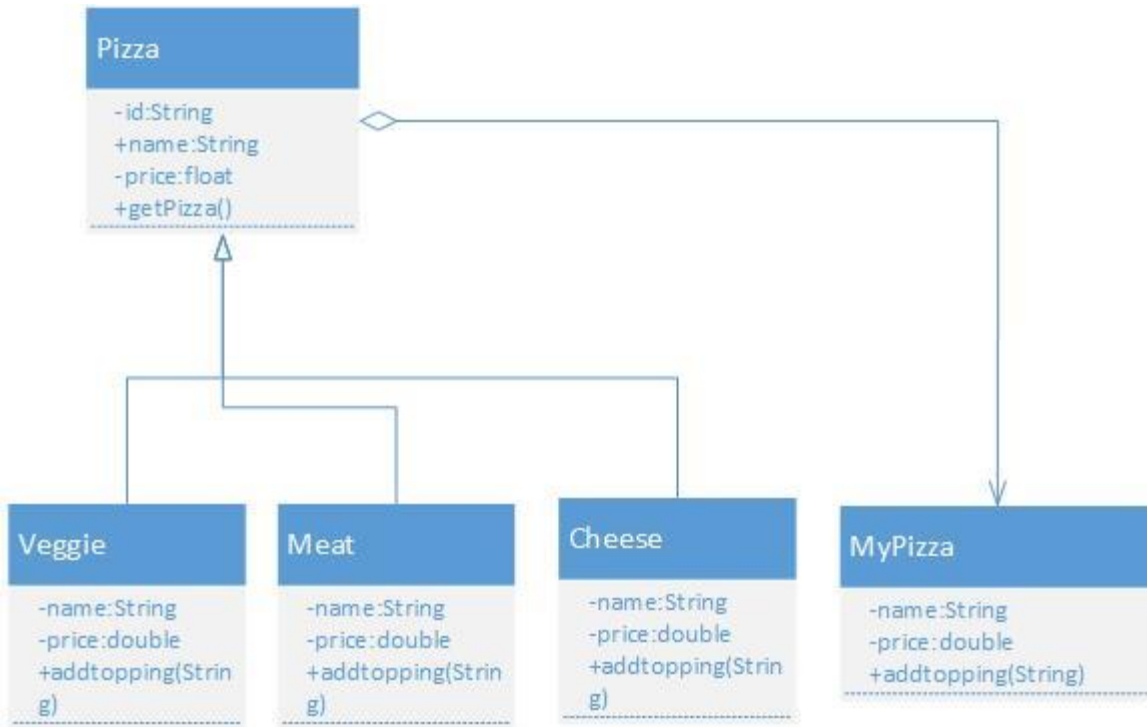 Pizza
-id:String
+name:String
-price:float
+getPizza()
Veggie
-name:String
-price:double
+addtopping(Strin
g)
Meat
-name:String
-price:double
+addtopping(Strin
g)
Cheese
-name:String
-price:double
+addtopping(Strin
g)
MyPizza
-name:String
-price:double
+addtopping(String)